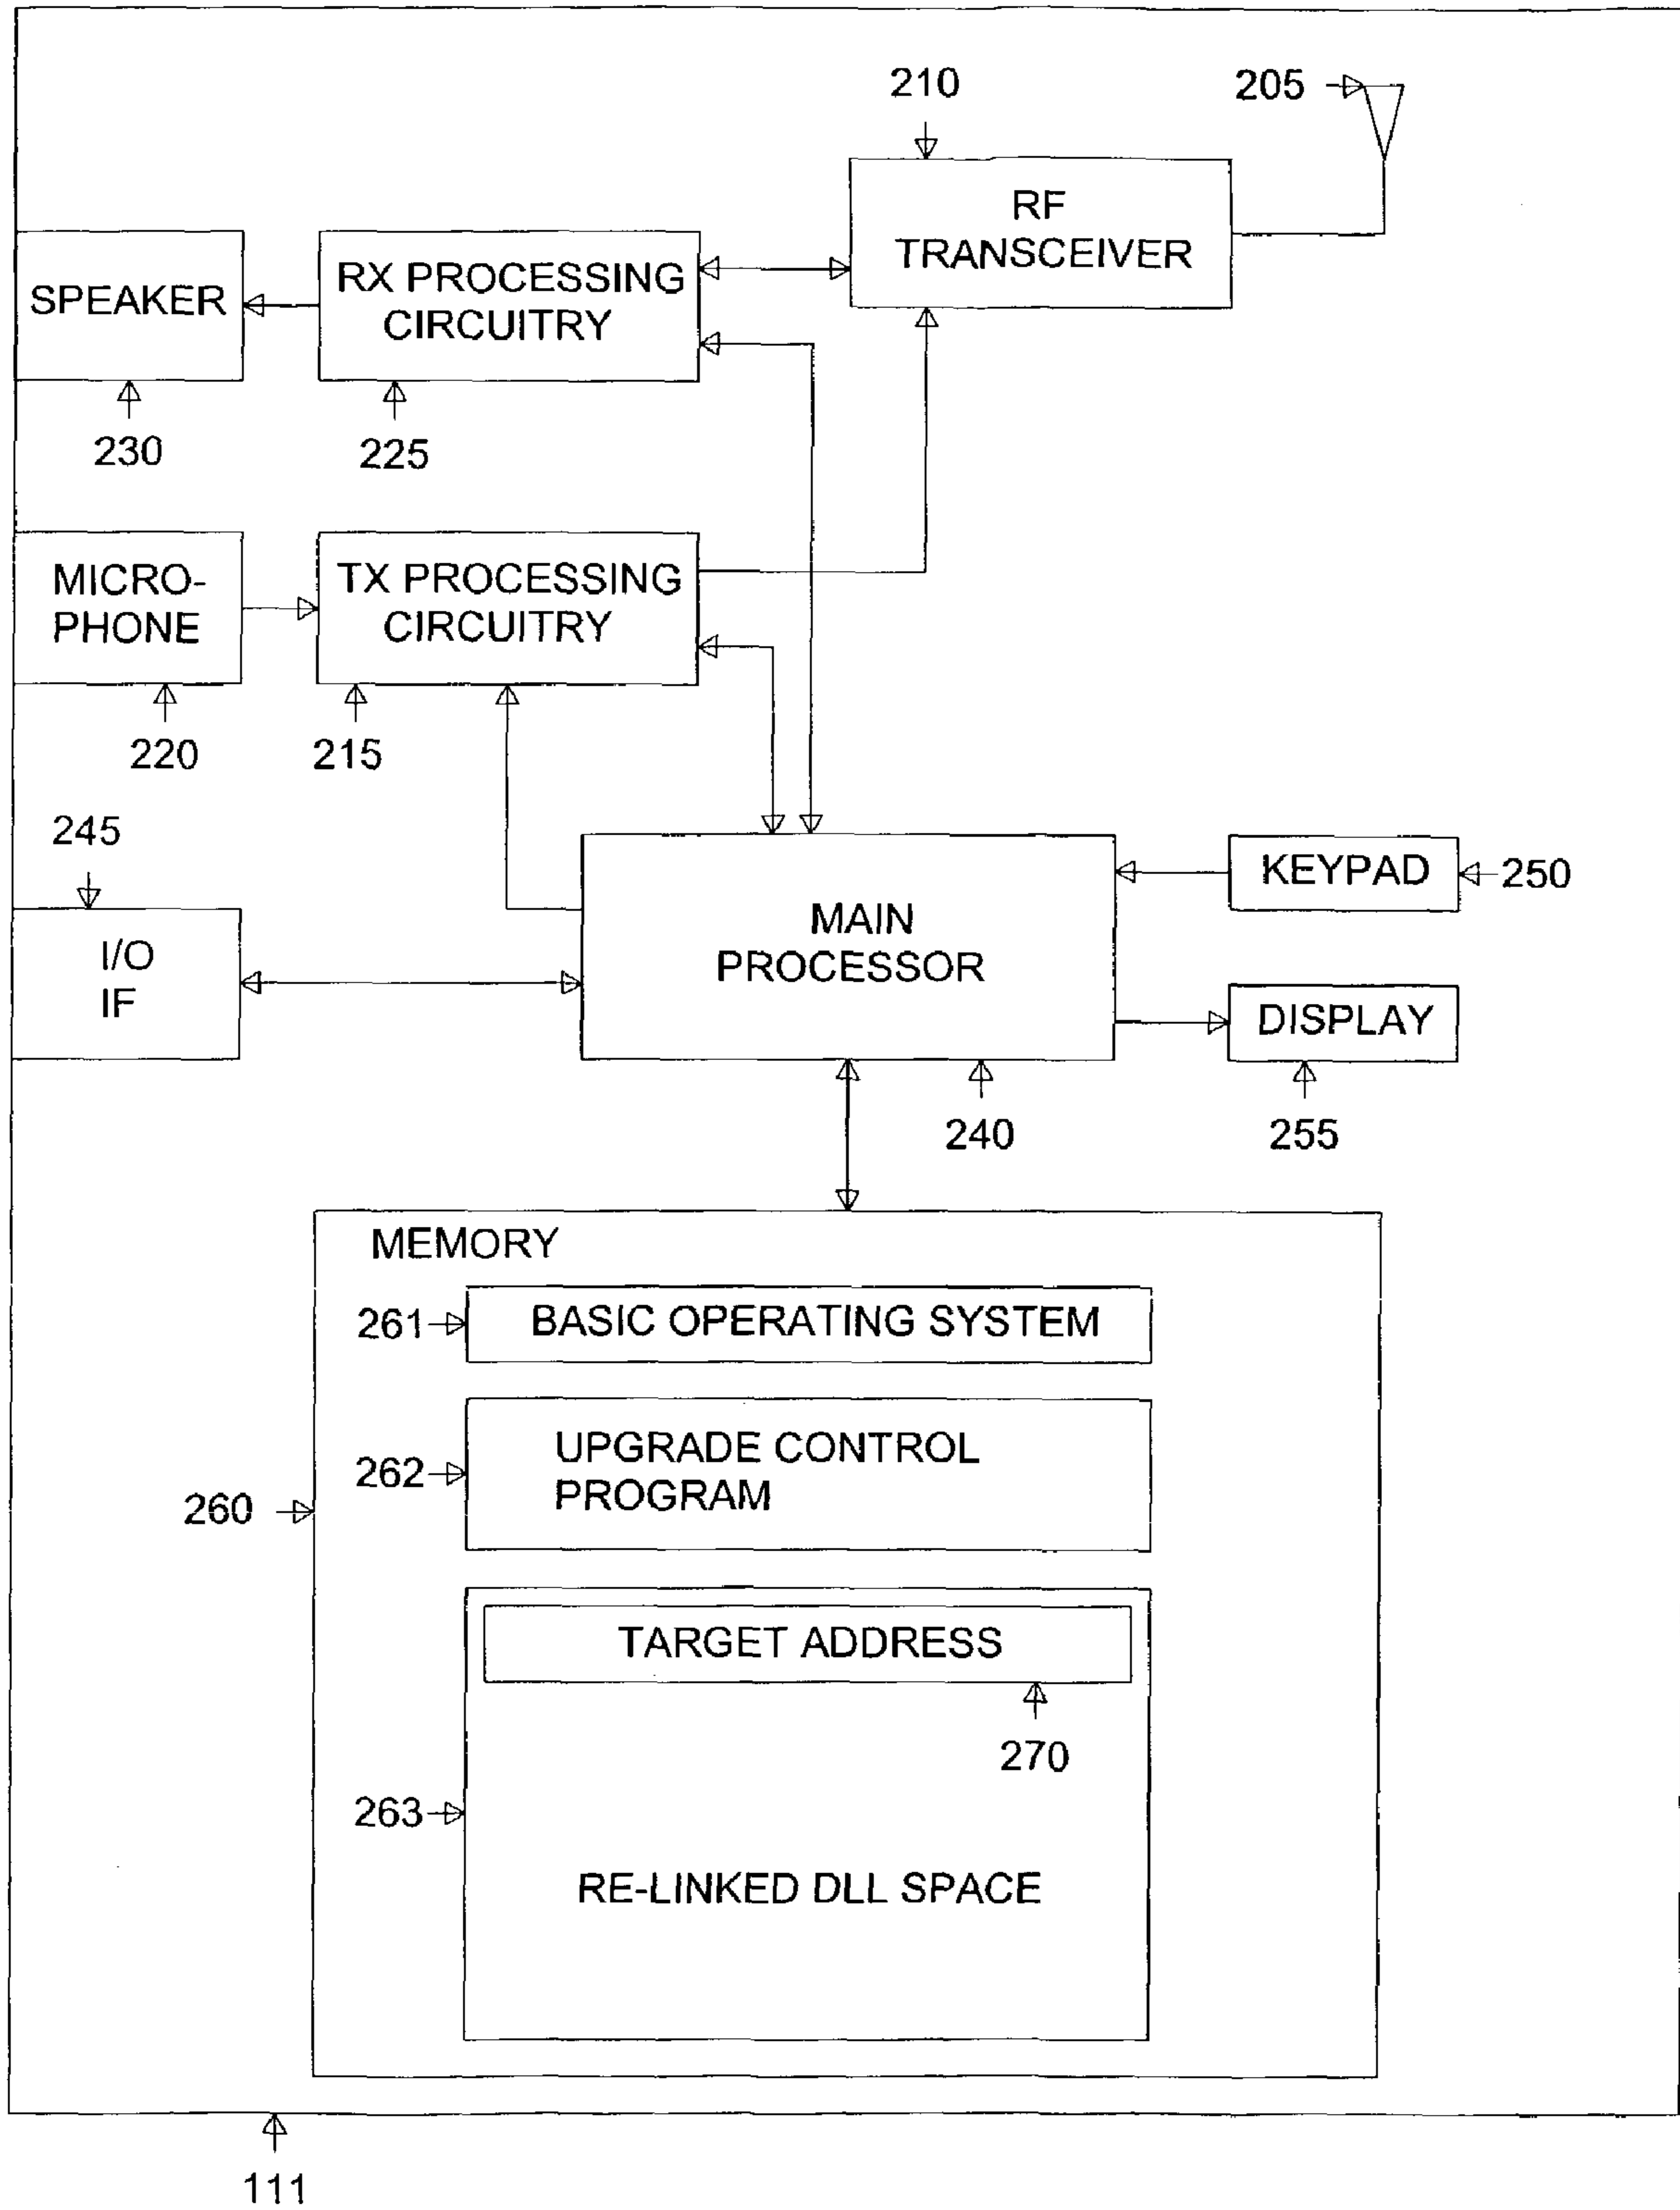 210
205
RF
TRANSCEIVER
SPEAKER
RX PROCESSING
CIRCUITRY
230
225
MICRO-
PHONE
TX PROCESSING
CIRCUITRY
220
215
245
I/O
IF
MAIN
PROCESSOR
KEYPAD
250
DISPLAY
240
255
MEMORY
261
BASIC OPERATING SYSTEM
262
UPGRADE CONTROL
PROGRAM
260
TARGET ADDRESS
270
263
RE-LINKED DLL SPACE
111